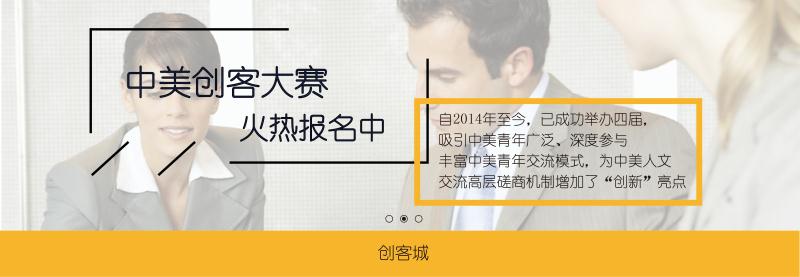 中美创客大赛
火热报名中
自2014年至今，已成功举办四届，
吸引中美青年广泛、深度参与
丰富中美青年交流模式，为中美人文
交流高层磋商机制增加了“创新”亮点
创客城